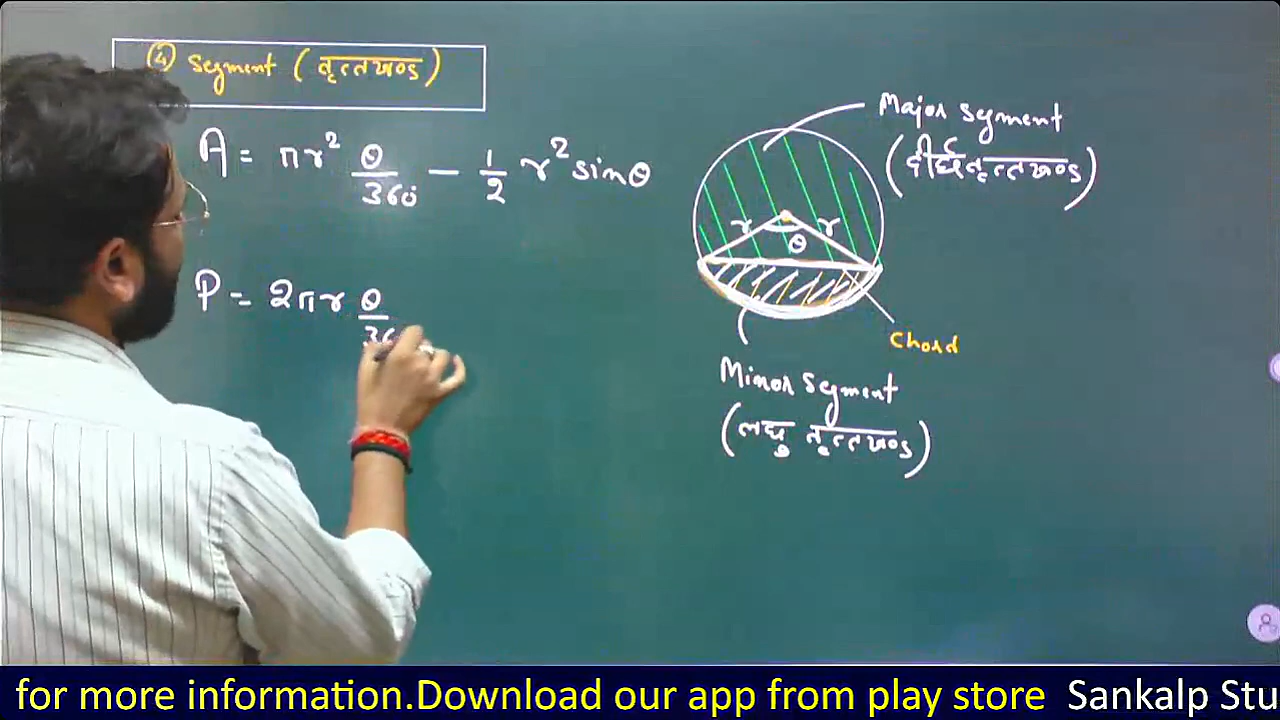 ④ Segment (वृत्तखण्ड)
A = πr² θ/360° − 1/2 r² sinθ
P = 2πr θ/36
Major segment
(दीर्घ वृत्तखण्ड)
r θ r
Chord
Minor segment
(लघु वृत्तखण्ड)
for more information.Download our app from play store Sankalp Stu